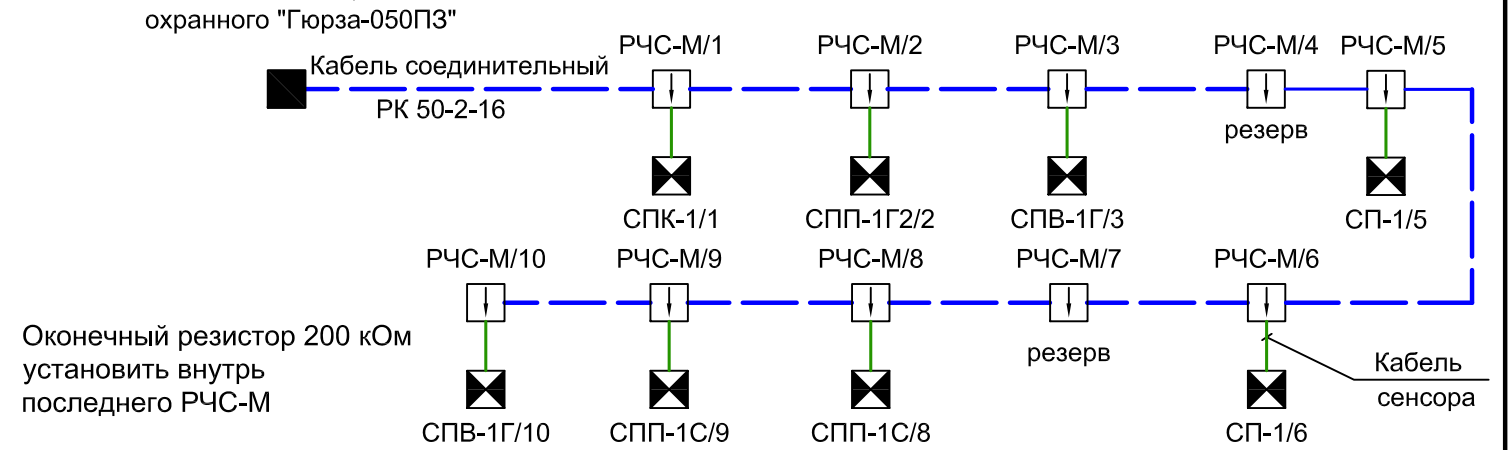 охранного "Гюрза-050ПЗ"
РЧС-М/1 РЧС-М/2 РЧС-М/3 РЧС-М/4 РЧС-М/5
Кабель соединительный
РК 50-2-16
резерв
СПК-1/1 СПП-1Г2/2 СПВ-1Г/3 СП-1/5
РЧС-М/10 РЧС-М/9 РЧС-М/8 РЧС-М/7 РЧС-М/6
Оконечный резистор 200 кОм
установить внутрь
последнего РЧС-М
резерв
Кабель
сенсора
СПВ-1Г/10 СПП-1С/9 СПП-1С/8 СП-1/6